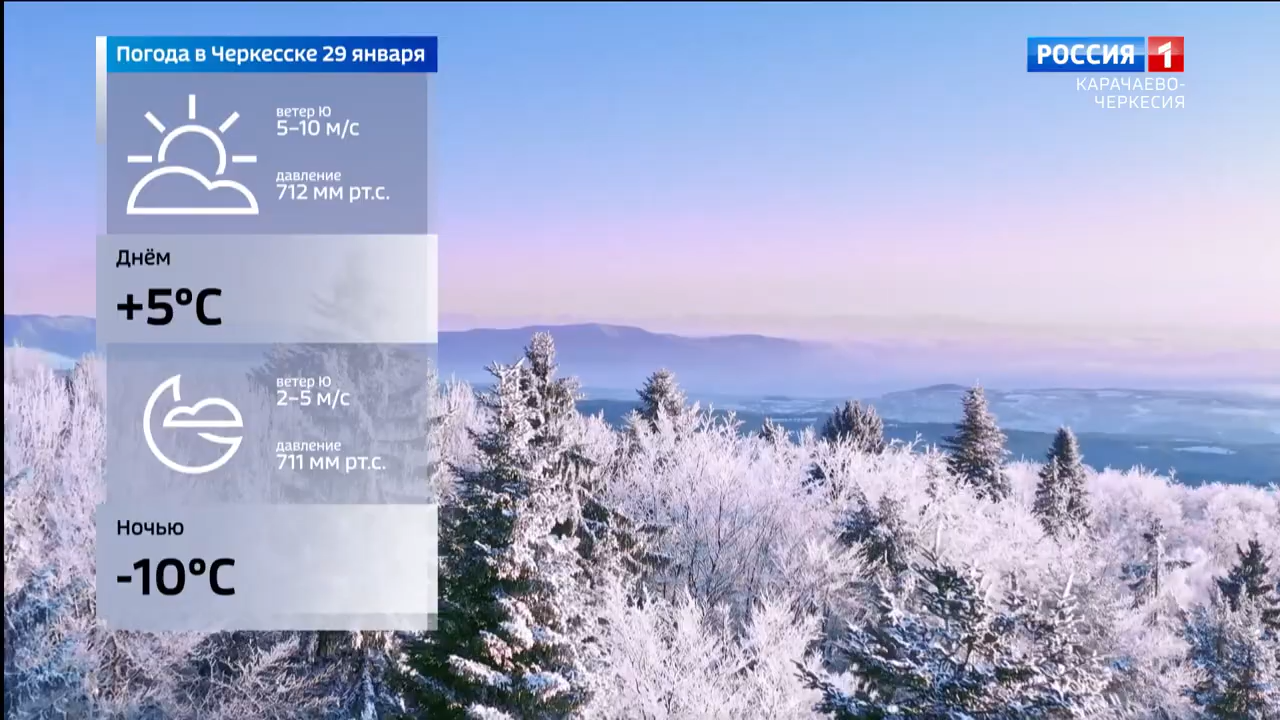 Погода в Черкесске 29 января
РОССИЯ 1
КАРАЧАЕВО-
ЧЕРКЕСИЯ
ветер Ю
5–10 м/с
давление
712 мм рт.с.
Днём
+5°C
ветер Ю
2–5 м/с
давление
711 мм рт.с.
Ночью
-10°C